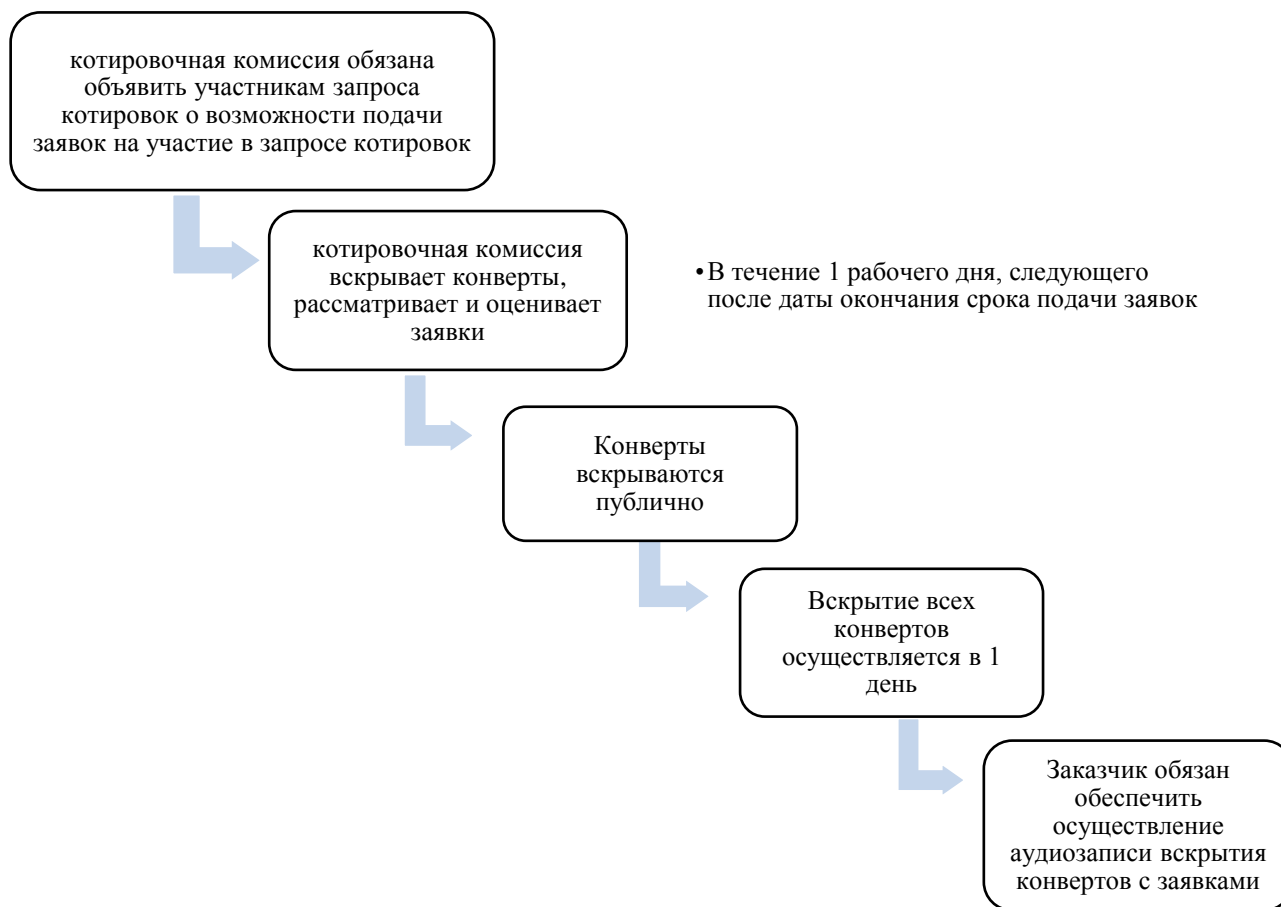 котировочная комиссия обязана
объявить участникам запроса
котировок о возможности подачи
заявок на участие в запросе котировок
котировочная комиссия
вскрывает конверты,
рассматривает и оценивает
заявки
•В течение 1 рабочего дня, следующего
после даты окончания срока подачи заявок
Конверты
вскрываются
публично
Вскрытие всех
конвертов
осуществляется в 1
день
Заказчик обязан
обеспечить
осуществление
аудиозаписи вскрытия
конвертов с заявками